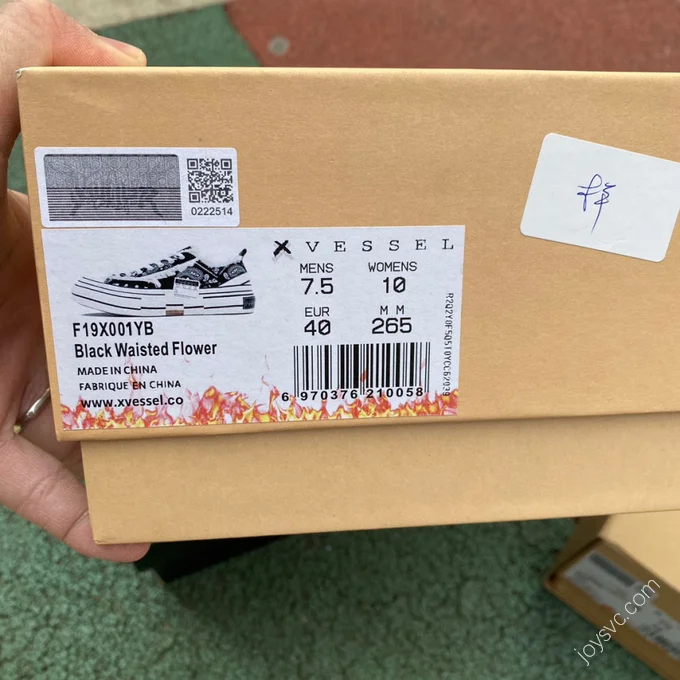 0222514
XVESSEL
MENS WOMENS
7.5 10
EUR M M
40 265
F19X001YB
Black Waisted Flower
MADE IN CHINA
FABRIQUE EN CHINA
www.xvessel.co
6 970376 210058
joysvc.com